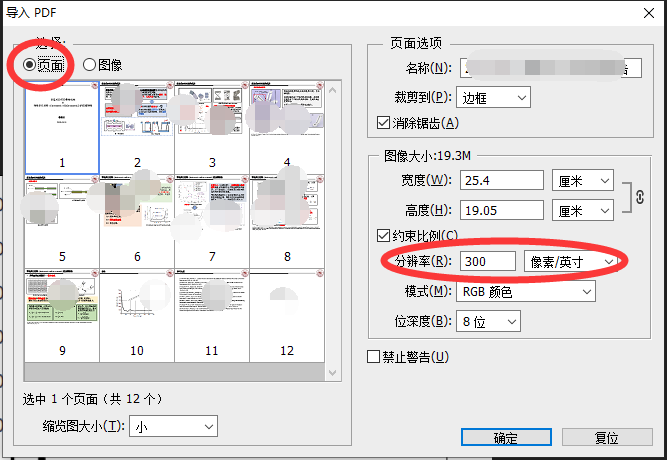 导入 PDF
选择:
页面
图像
1
2
3
4
5
6
7
8
9
10
11
12
选中 1 个页面（共 12 个）
缩览图大小(T):
小
页面选项
名称(N):
裁剪到(P):
边框
消除锯齿(A)
图像大小:19.3M
宽度(W):
25.4
厘米
高度(H):
19.05
厘米
约束比例(C)
分辨率(R):
300
像素/英寸
模式(M):
RGB 颜色
位深度(B):
8 位
禁止警告(U)
确定
复位